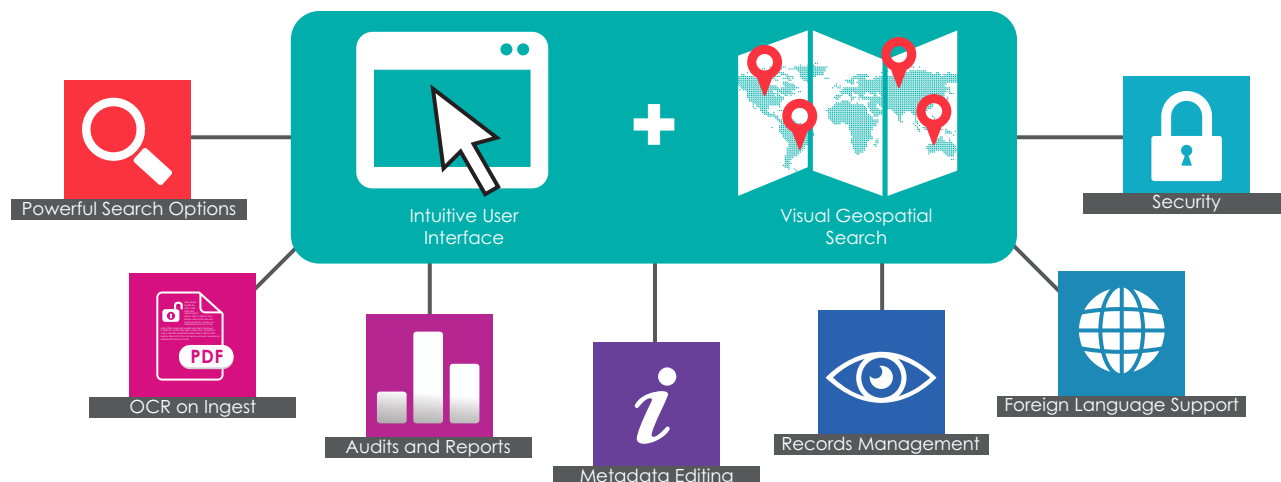 Intuitive User
Interface
Visual Geospatial
Search
Powerful Search Options
Security
PDF
OCR on Ingest
Audits and Reports
Metadata Editing
Records Management
Foreign Language Support